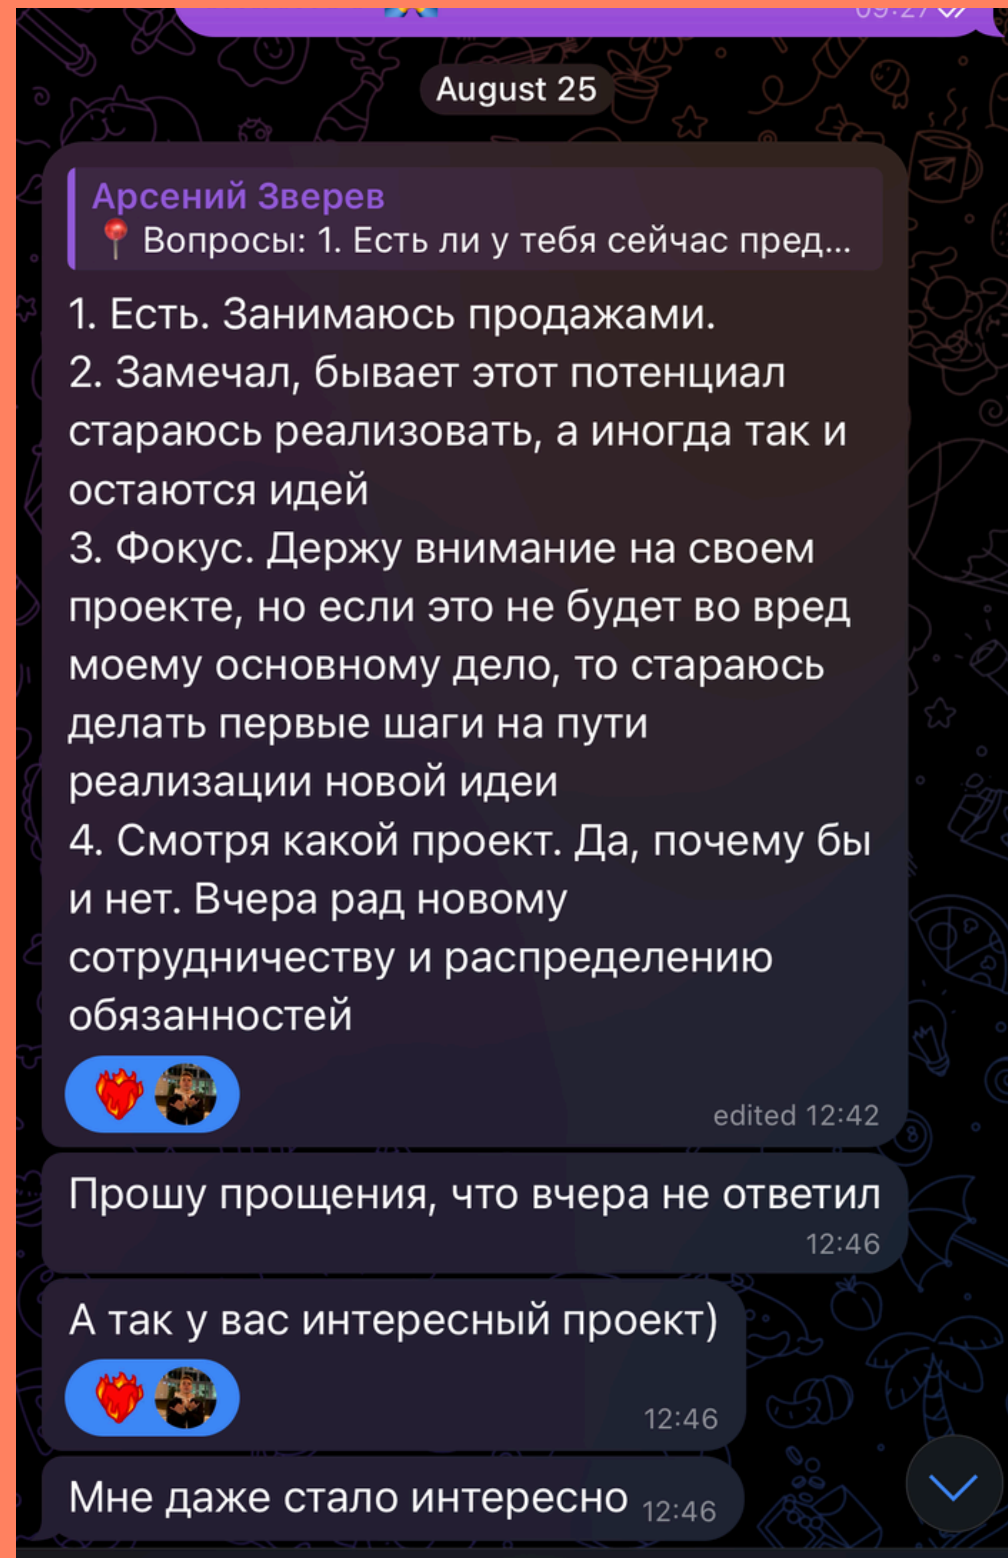 09:27
August 25
Арсений Зверев
📍 Вопросы: 1. Есть ли у тебя сейчас пред...
1. Есть. Занимаюсь продажами.
2. Замечал, бывает этот потенциал
стараюсь реализовать, а иногда так и
остаются идей
3. Фокус. Держу внимание на своем
проекте, но если это не будет во вред
моему основному дело, то стараюсь
делать первые шаги на пути
реализации новой идеи
4. Смотря какой проект. Да, почему бы
и нет. Вчера рад новому
сотрудничеству и распределению
обязанностей
edited 12:42
Прошу прощения, что вчера не ответил
12:46
А так у вас интересный проект)
12:46
Мне даже стало интересно 12:46